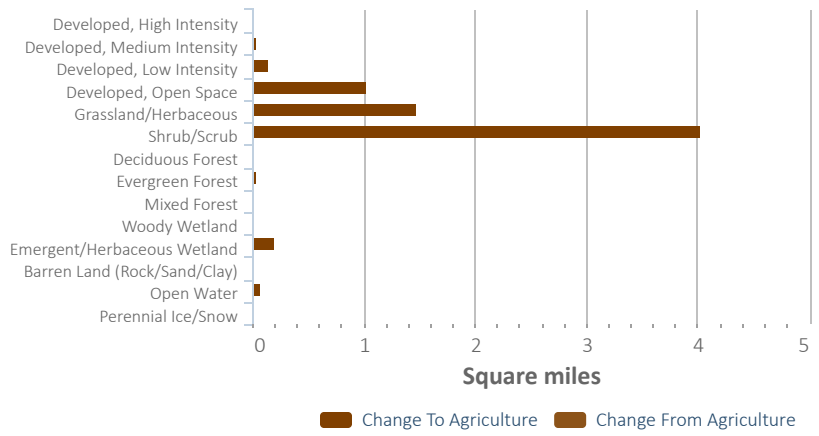 Developed, High Intensity
Developed, Medium Intensity
Developed, Low Intensity
Developed, Open Space
Grassland/Herbaceous
Shrub/Scrub
Deciduous Forest
Evergreen Forest
Mixed Forest
Woody Wetland
Emergent/Herbaceous Wetland
Barren Land (Rock/Sand/Clay)
Open Water
Perennial Ice/Snow
0 1 2 3 4 5
Square miles
Change To Agriculture Change From Agriculture